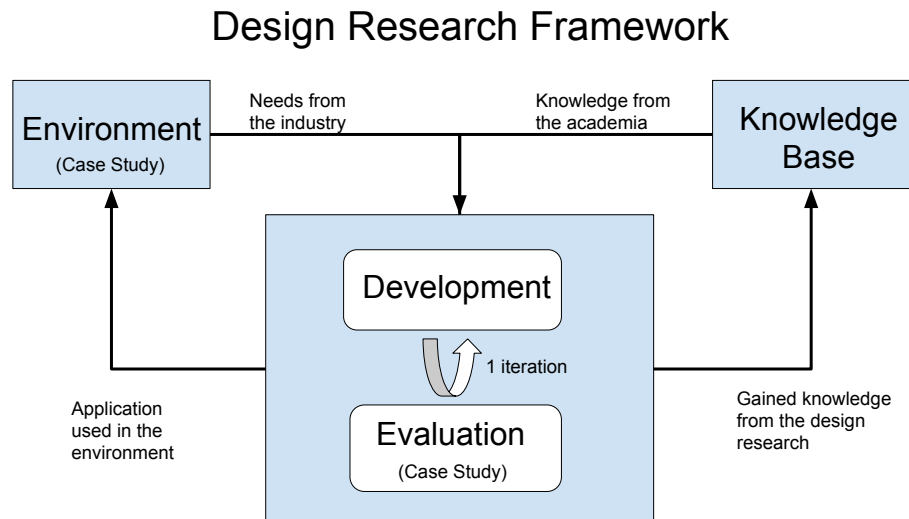 Design Research Framework
Environment
(Case Study)
Needs from
the industry
Knowledge from
the academia
Knowledge
Base
Development
1 iteration
Evaluation
(Case Study)
Application
used in the
environment
Gained knowledge
from the design
research